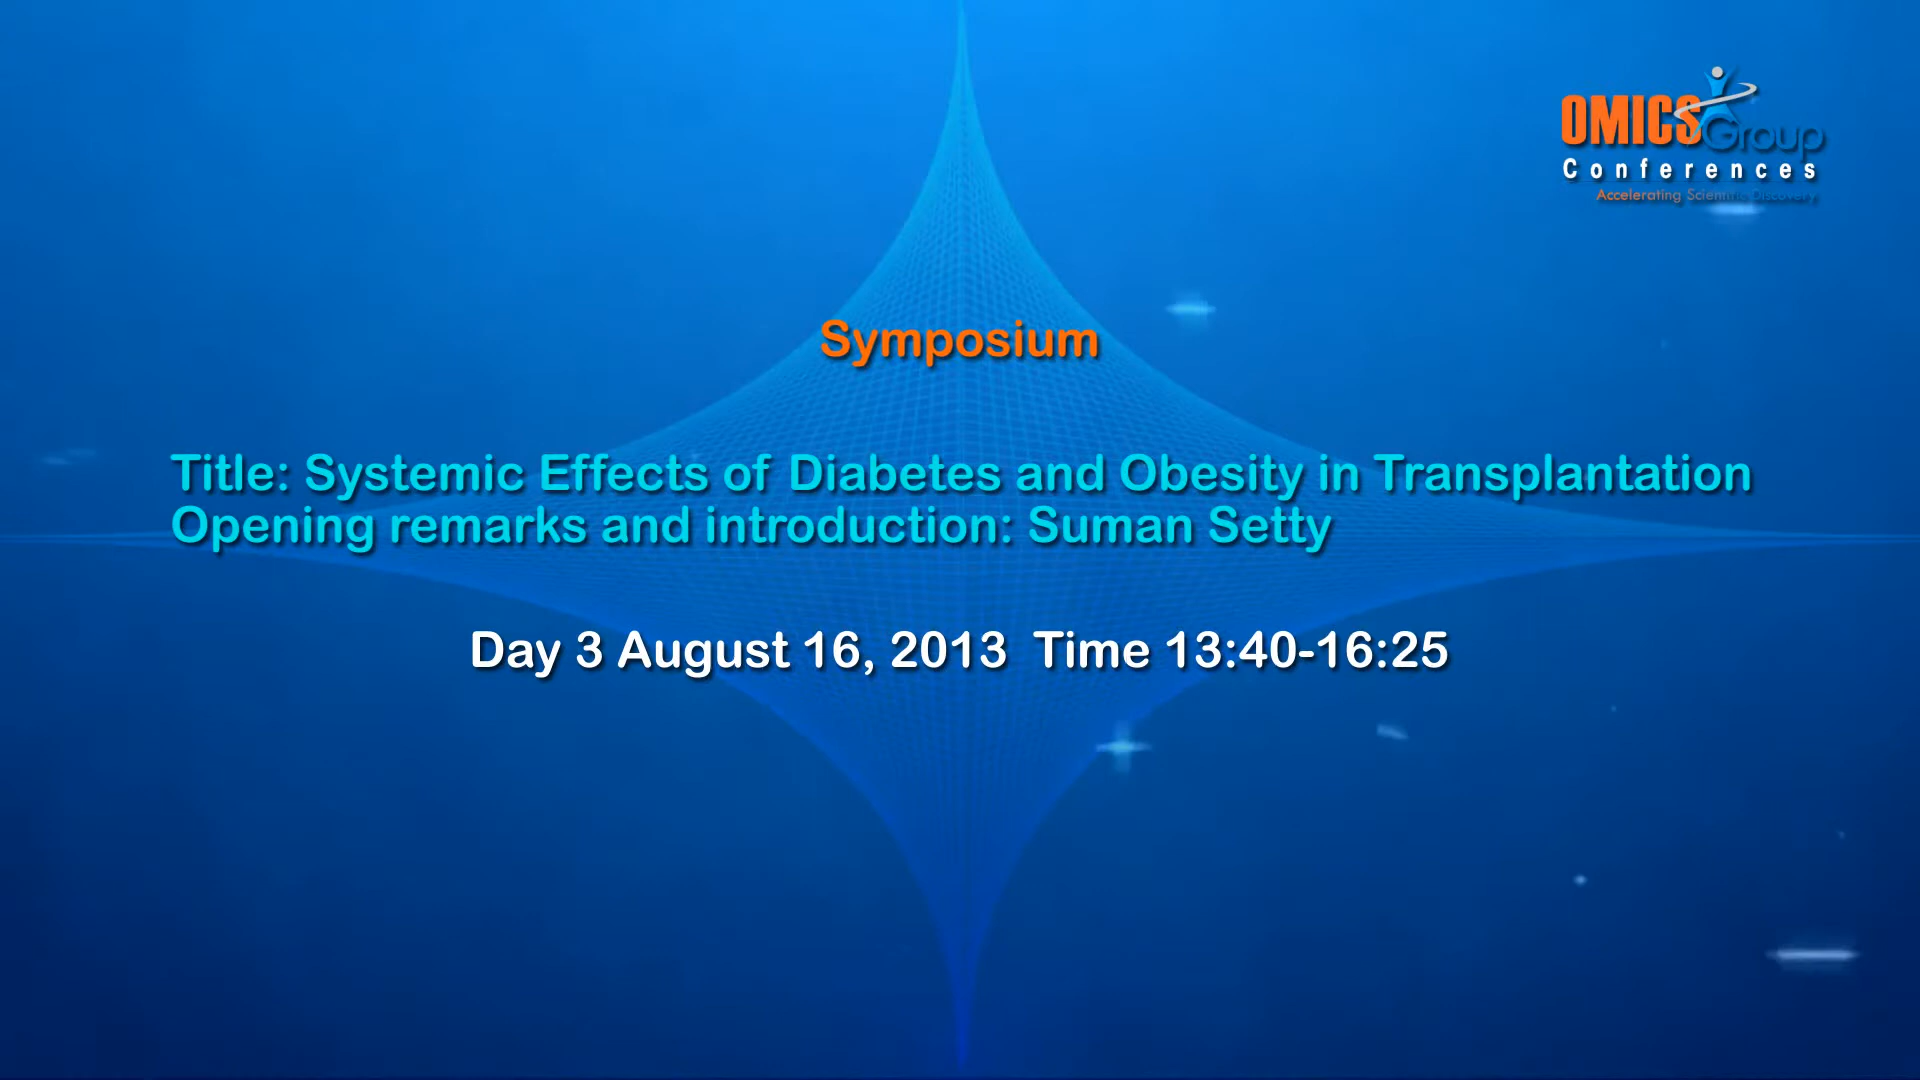 OMICS Group
Conferences
Accelerating Scientific Discovery
Symposium
Title: Systemic Effects of Diabetes and Obesity in Transplantation
Opening remarks and introduction: Suman Setty
Day 3 August 16, 2013 Time 13:40-16:25